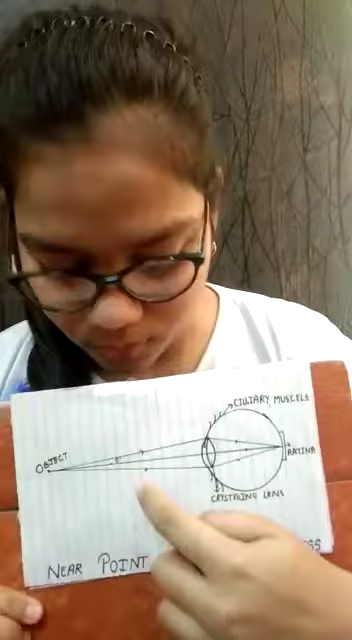 CILIARY MUSCELS
OBJECT
RATINA
CRYSTALINE LENS
NEAR POINT